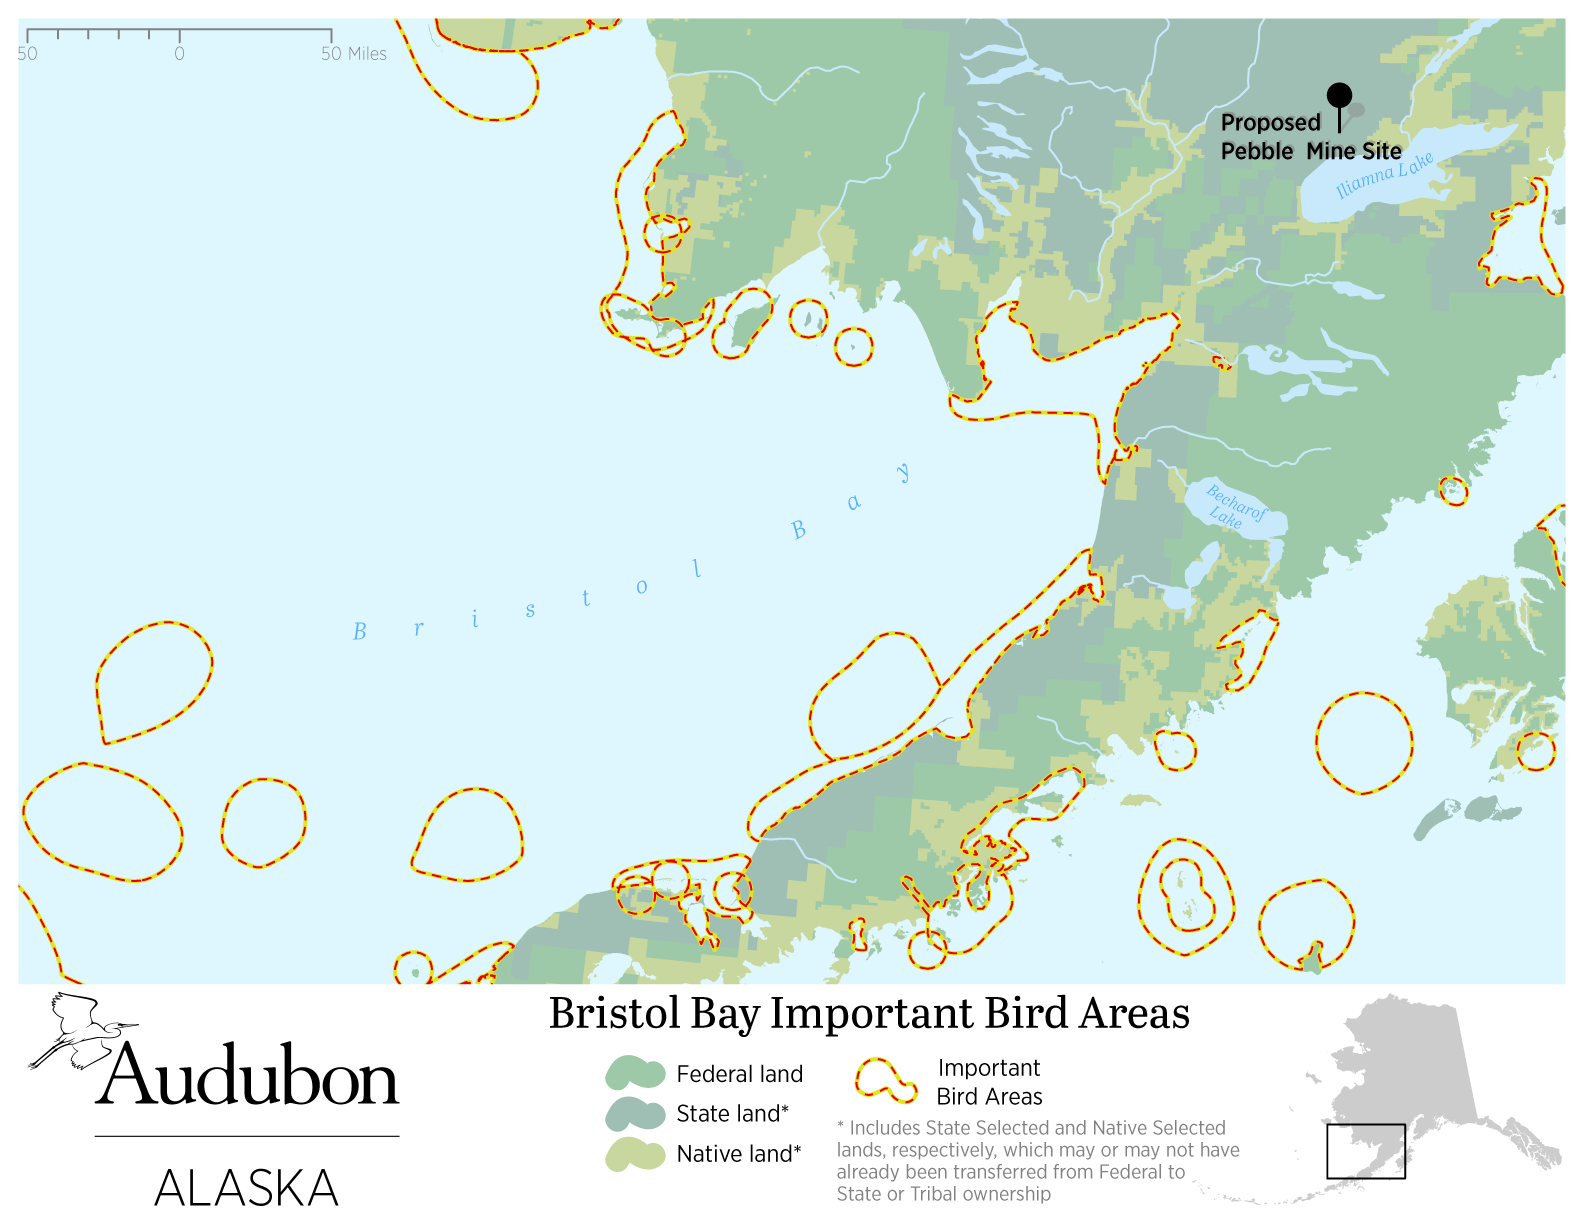 50 0 50 Miles
Proposed
Pebble Mine Site
Iliamna Lake
Bristol Bay
Becharof
Lake
Audubon
ALASKA
Bristol Bay Important Bird Areas
Federal land
State land*
Native land*
Important
Bird Areas
* Includes State Selected and Native Selected
lands, respectively, which may or may not have
already been transferred from Federal to
State or Tribal ownership